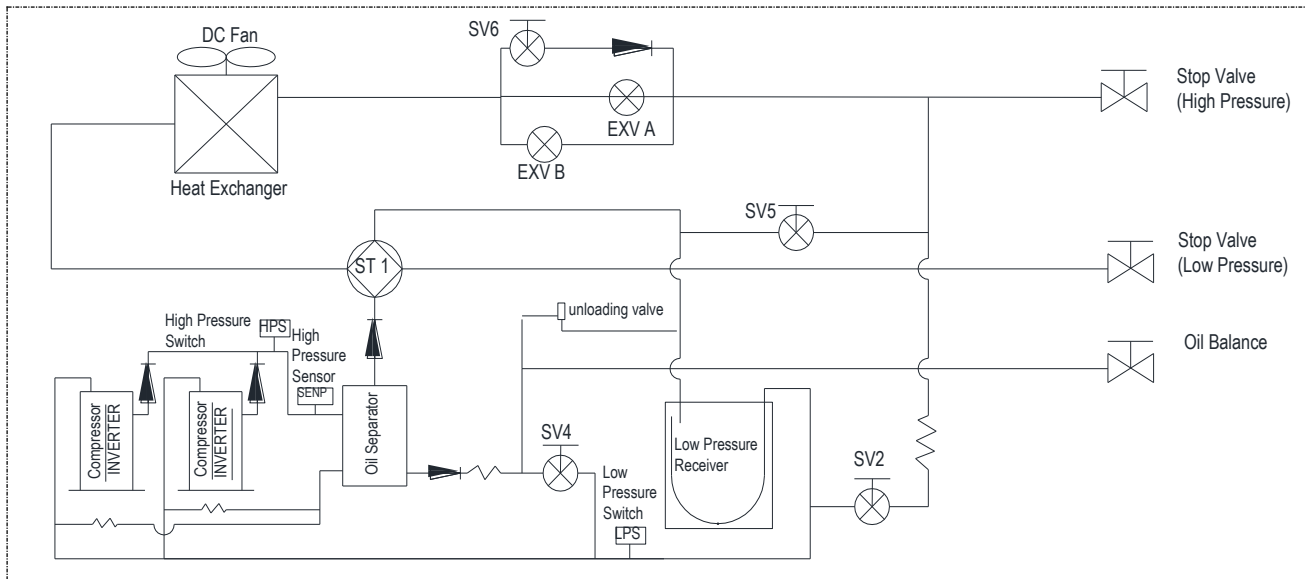 DC Fan
SV6
Stop Valve
(High Pressure)
EXV A
EXV B
Heat Exchanger
SV5
Stop Valve
(Low Pressure)
ST 1
unloading valve
High Pressure
Switch
HPS
High
Pressure
Sensor
SENP
Oil Balance
Compressor
INVERTER
Compressor
INVERTER
Oil Separator
SV4
Low Pressure
Receiver
Low
Pressure
Switch
LPS
SV2